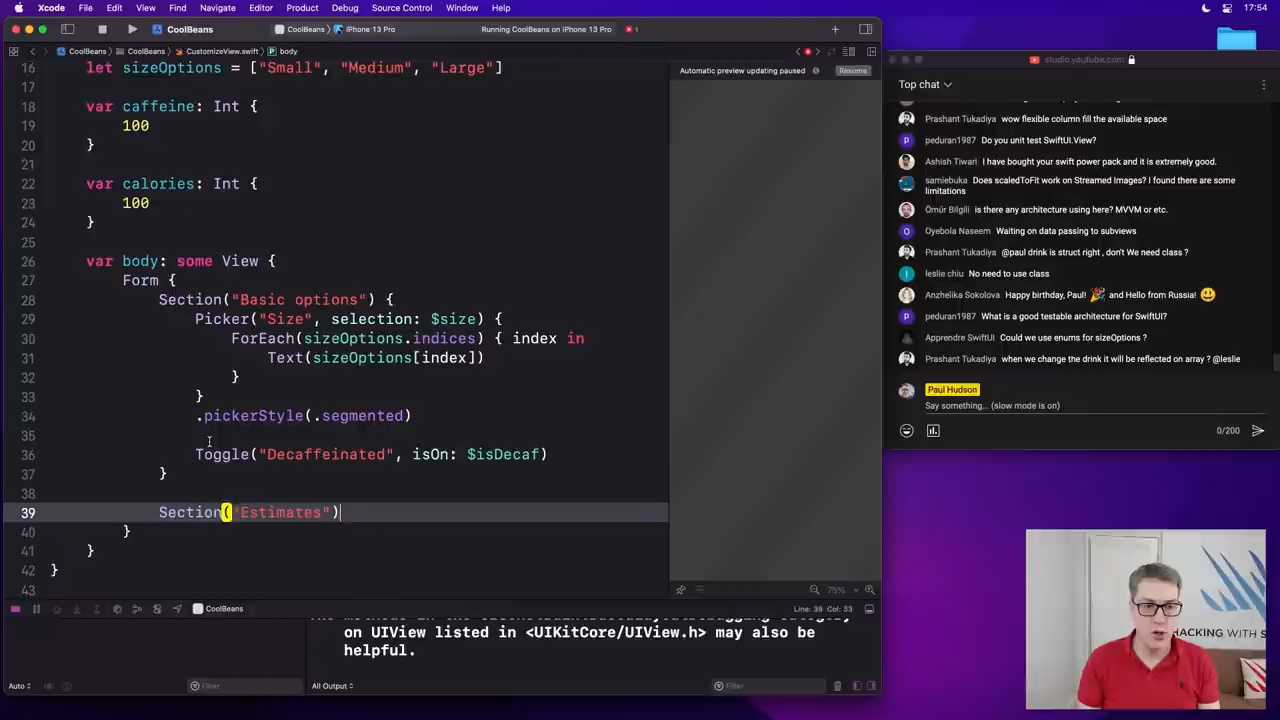 Xcode File Edit View Find Navigate Editor Product Debug Source Control Window Help 17:54
CoolBeans CoolBeans iPhone 13 Pro Running CoolBeans on iPhone 13 Pro 1
CoolBeans CoolBeans CustomizeView.swift body
16 let sizeOptions = ["Small", "Medium", "Large"]
17
18 var caffeine: Int {
19 100
20 }
21
22 var calories: Int {
23 100
24 }
25
26 var body: some View {
27 Form {
28 Section("Basic options") {
29 Picker("Size", selection: $size) {
30 ForEach(sizeOptions.indices) { index in
31 Text(sizeOptions[index])
32 }
33 }
34 .pickerStyle(.segmented)
35
36 Toggle("Decaffeinated", isOn: $isDecaf)
37 }
38
39 Section("Estimates")
40 }
41 }
42 }
43
Automatic preview updating paused Resume
75%
CoolBeans Line: 39 Col: 33
on UIView listed in <UIKitCore/UIView.h> may also be
helpful.
Auto Filter All Output Filter
studio.youtube.com
Top chat
Prashant Tukadiya wow flexible column fill the available space
peduran1987 Do you unit test SwiftUI.View?
Ashish Tiwari I have bought your swift power pack and it is extremely good.
samiebuka Does scaledToFit work on Streamed Images? I found there are some
limitations
Ömür Bilgili is there any architecture using here? MVVM or etc.
Oyebola Naseem Waiting on data passing to subviews
Prashant Tukadiya @paul drink is struct right , don't We need class ?
leslie chiu No need to use class
Anzhelika Sokolova Happy birthday, Paul! 🎉 and Hello from Russia! 😃
peduran1987 What is a good testable architecture for SwiftUI?
Apprendre SwiftUI Could we use enums for sizeOptions ?
Prashant Tukadiya when we change the drink it will be reflected on array ? @leslie
Paul Hudson
Say something... (slow mode is on)
0/200
HACKING WITH S